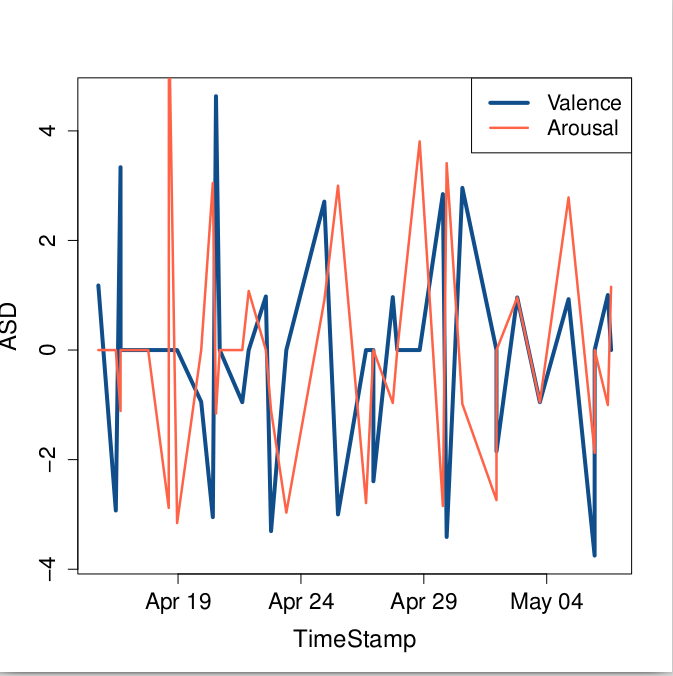 Valence
Arousal
4
2
0
−2
−4
ASD
Apr 19
Apr 24
Apr 29
May 04
TimeStamp